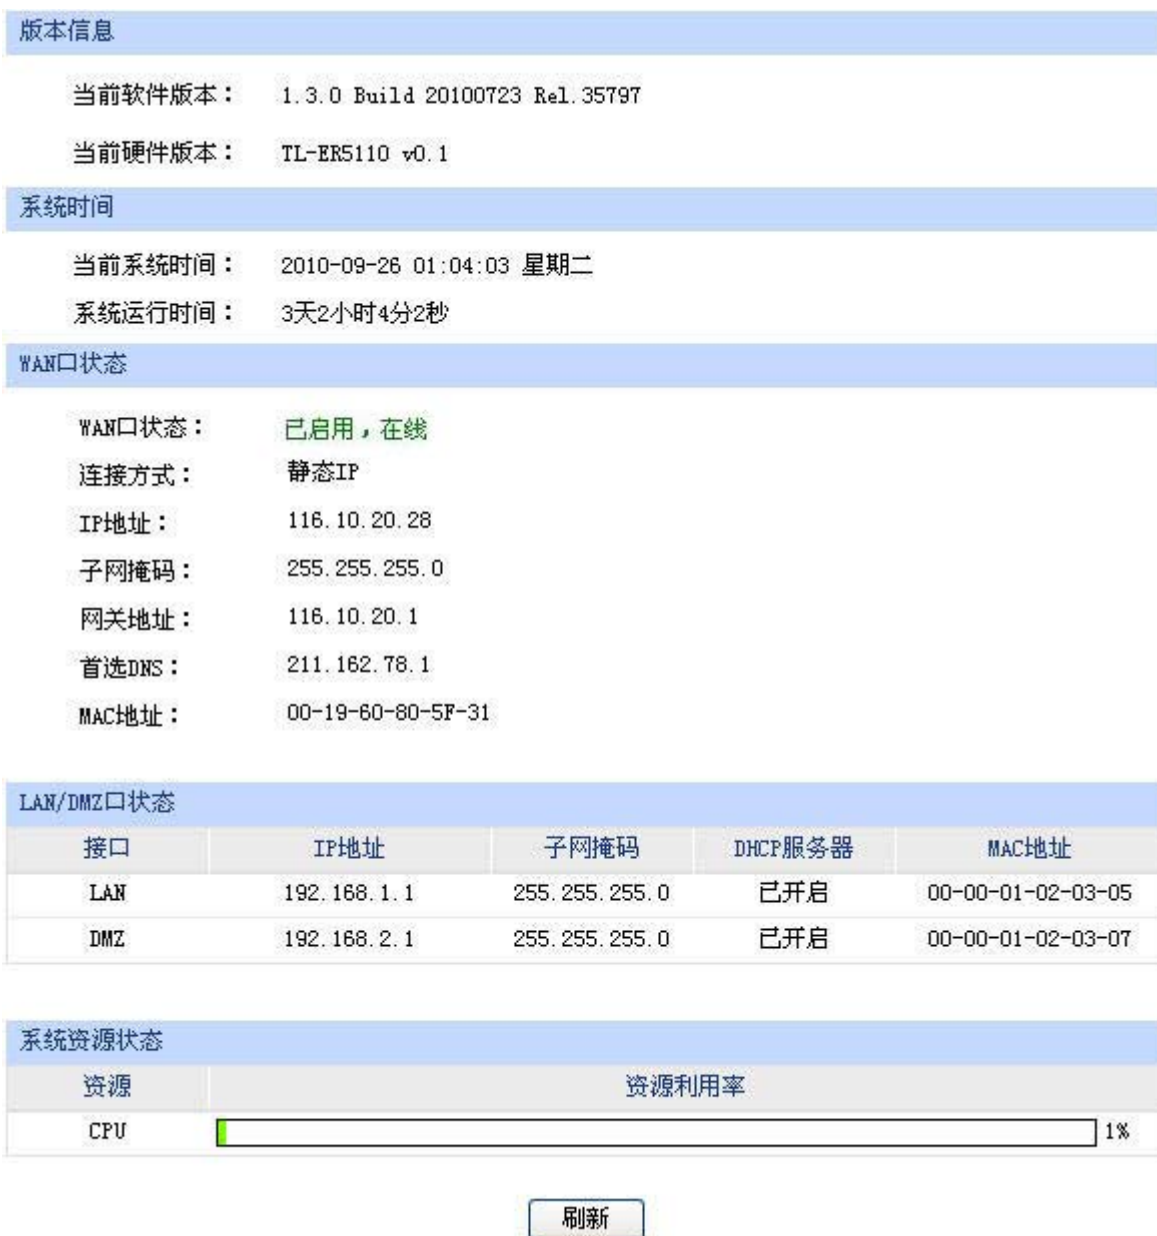 版本信息
当前软件版本： 1.3.0 Build 20100723 Rel.35797
当前硬件版本： TL-ER5110 v0.1
系统时间
当前系统时间： 2010-09-26 01:04:03 星期二
系统运行时间： 3天2小时4分2秒
WAN口状态
WAN口状态： 已启用，在线
连接方式： 静态IP
IP地址： 116.10.20.28
子网掩码： 255.255.255.0
网关地址： 116.10.20.1
首选DNS： 211.162.78.1
MAC地址： 00-19-60-80-5F-31
LAN/DMZ口状态
接口 IP地址 子网掩码 DHCP服务器 MAC地址
LAN 192.168.1.1 255.255.255.0 已开启 00-00-01-02-03-05
DMZ 192.168.2.1 255.255.255.0 已开启 00-00-01-02-03-07
系统资源状态
资源 资源利用率
CPU 1%
刷新